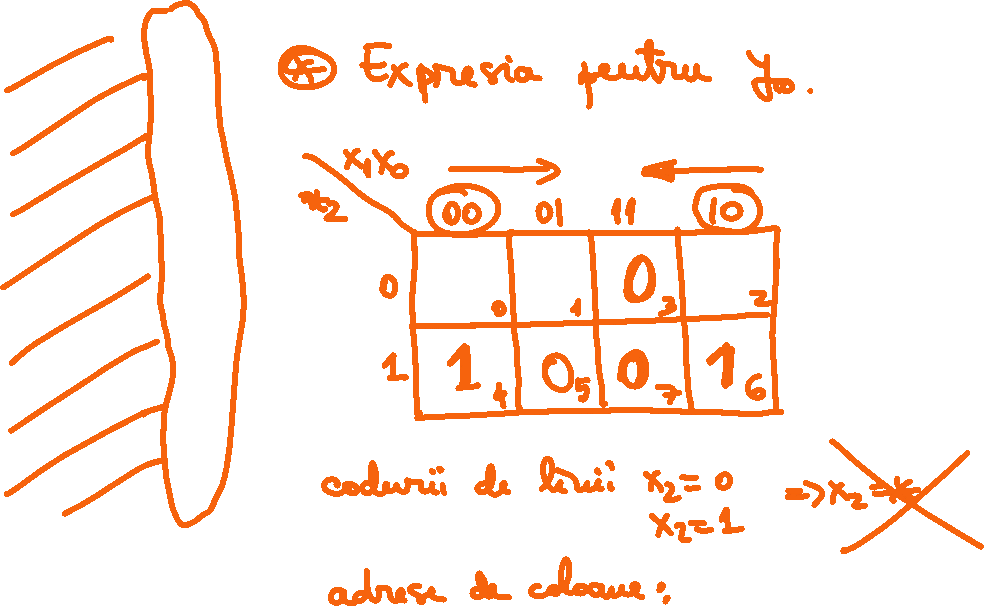 * Expresia pentru y₀.
x₁x₀
x₂
00 01 11 10
0 0 1 0 3 2
1 1 4 0 5 0 7 1 6
codurii de linii x₂=0 => x₂=*
x₂=1
adrese de coloane: